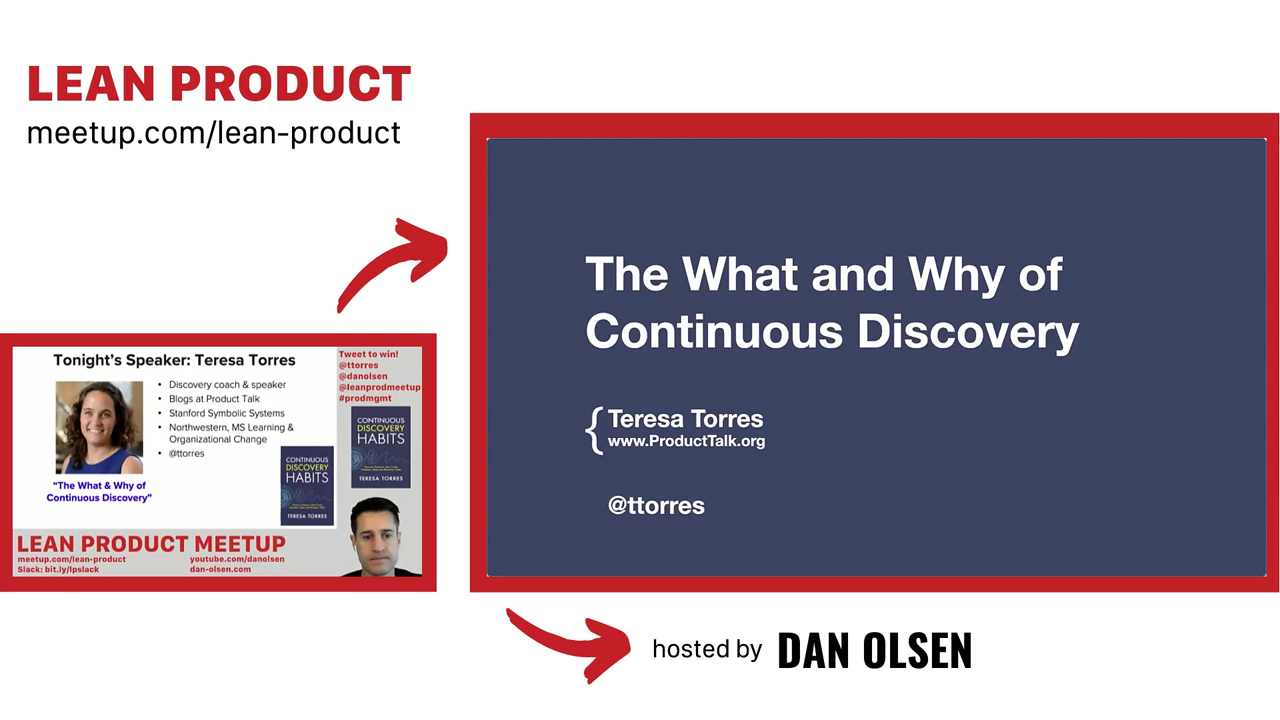 LEAN PRODUCT
meetup.com/lean-product
Tonight's Speaker: Teresa Torres
• Discovery coach & speaker
• Blogs at Product Talk
• Stanford Symbolic Systems
• Northwestern, MS Learning &
Organizational Change
• @ttorres
"The What & Why of
Continuous Discovery"
CONTINUOUS
DISCOVERY
HABITS
TERESA TORRES
Tweet to win!
@ttorres
@danolsen
@leanprodmeetup
#prodmgmt
CONTINUOUS
DISCOVERY
HABITS
TERESA TORRES
LEAN PRODUCT MEETUP
meetup.com/lean-product
Slack: bit.ly/lpslack
youtube.com/danolsen
dan-olsen.com
The What and Why of
Continuous Discovery
{ Teresa Torres
www.ProductTalk.org
@ttorres
hosted by DAN OLSEN